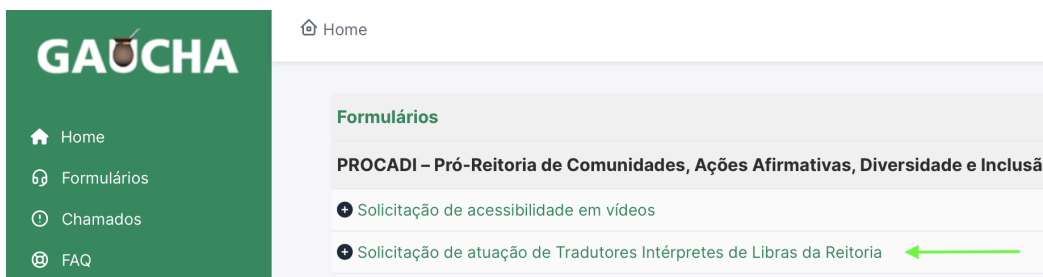 GAÚCHA
Home
Formulários
Chamados
FAQ
Home
Formulários
PROCADI – Pró-Reitoria de Comunidades, Ações Afirmativas, Diversidade e Inclusã
Solicitação de acessibilidade em vídeos
Solicitação de atuação de Tradutores Intérpretes de Libras da Reitoria